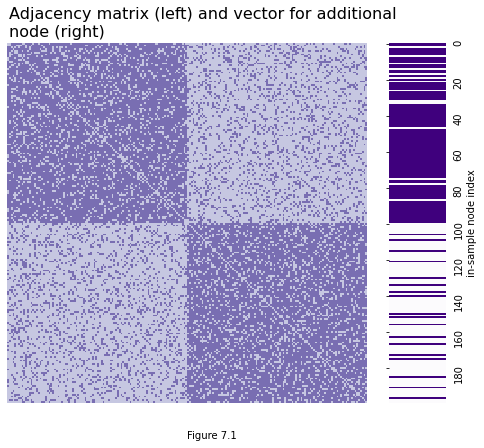 Adjacency matrix (left) and vector for additional
node (right)
0
20
40
60
80
100
120
140
160
180
in-sample node index
Figure 7.1